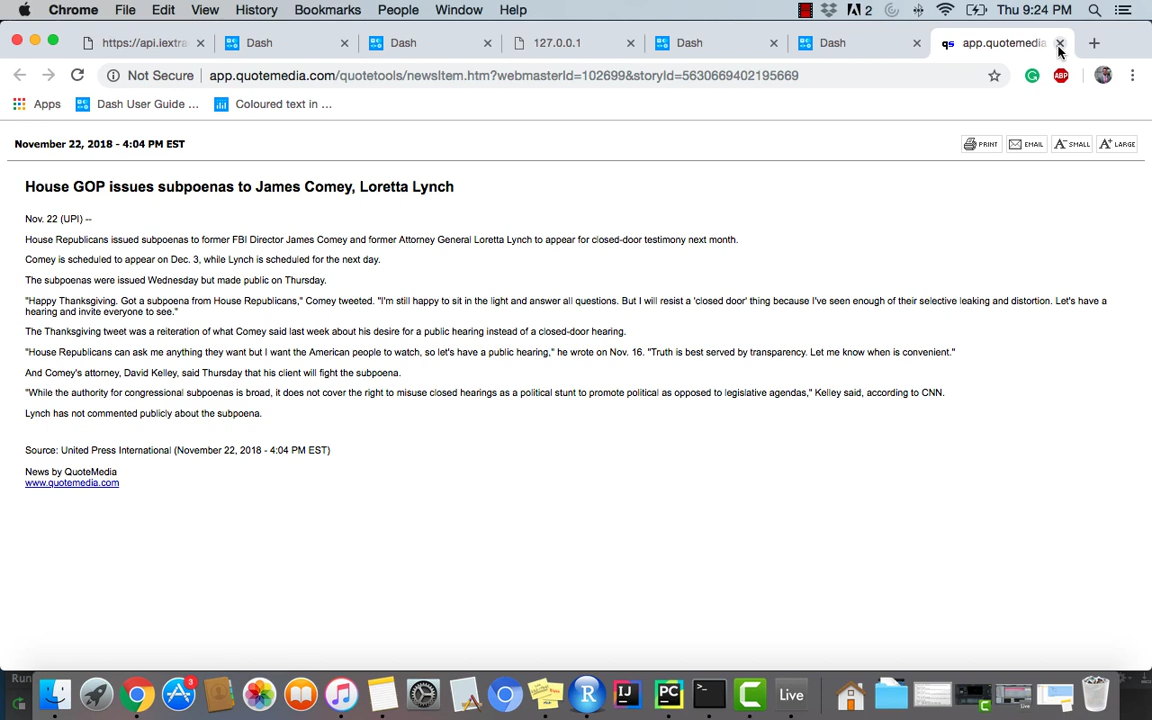 Chrome File Edit View History Bookmarks People Window Help 2 Thu 9:24 PM
https://api.iextra Dash Dash 127.0.0.1 Dash Dash qs app.quotemedia
Not Secure app.quotemedia.com/quotetools/newsItem.htm?webmasterId=102699&storyId=5630669402195669 ABP
Apps Dash User Guide ... Coloured text in ...
November 22, 2018 - 4:04 PM EST PRINT EMAIL A- SMALL A+ LARGE
House GOP issues subpoenas to James Comey, Loretta Lynch
Nov. 22 (UPI) --
House Republicans issued subpoenas to former FBI Director James Comey and former Attorney General Loretta Lynch to appear for closed-door testimony next month.
Comey is scheduled to appear on Dec. 3, while Lynch is scheduled for the next day.
The subpoenas were issued Wednesday but made public on Thursday.
"Happy Thanksgiving. Got a subpoena from House Republicans," Comey tweeted. "I'm still happy to sit in the light and answer all questions. But I will resist a 'closed door' thing because I've seen enough of their selective leaking and distortion. Let's have a
hearing and invite everyone to see."
The Thanksgiving tweet was a reiteration of what Comey said last week about his desire for a public hearing instead of a closed-door hearing.
"House Republicans can ask me anything they want but I want the American people to watch, so let's have a public hearing," he wrote on Nov. 16. "Truth is best served by transparency. Let me know when is convenient."
And Comey's attorney, David Kelley, said Thursday that his client will fight the subpoena.
"While the authority for congressional subpoenas is broad, it does not cover the right to misuse closed hearings as a political stunt to promote political as opposed to legislative agendas," Kelley said, according to CNN.
Lynch has not commented publicly about the subpoena.
Source: United Press International (November 22, 2018 - 4:04 PM EST)
News by QuoteMedia
www.quotemedia.com
Run
3 R IJ PC >_ C Live